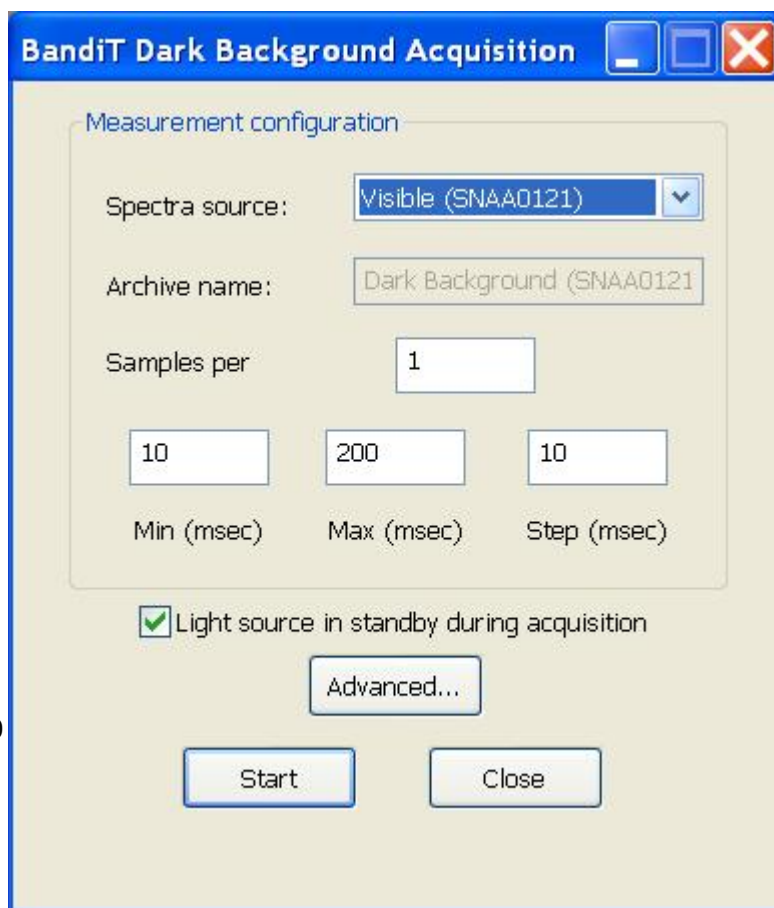 BandiT Dark Background Acquisition
Measurement configuration
Spectra source: Visible (SNAA0121)
Archive name: Dark Background (SNAA0121
Samples per 1
10 200 10
Min (msec) Max (msec) Step (msec)
Light source in standby during acquisition
Advanced...
Start Close